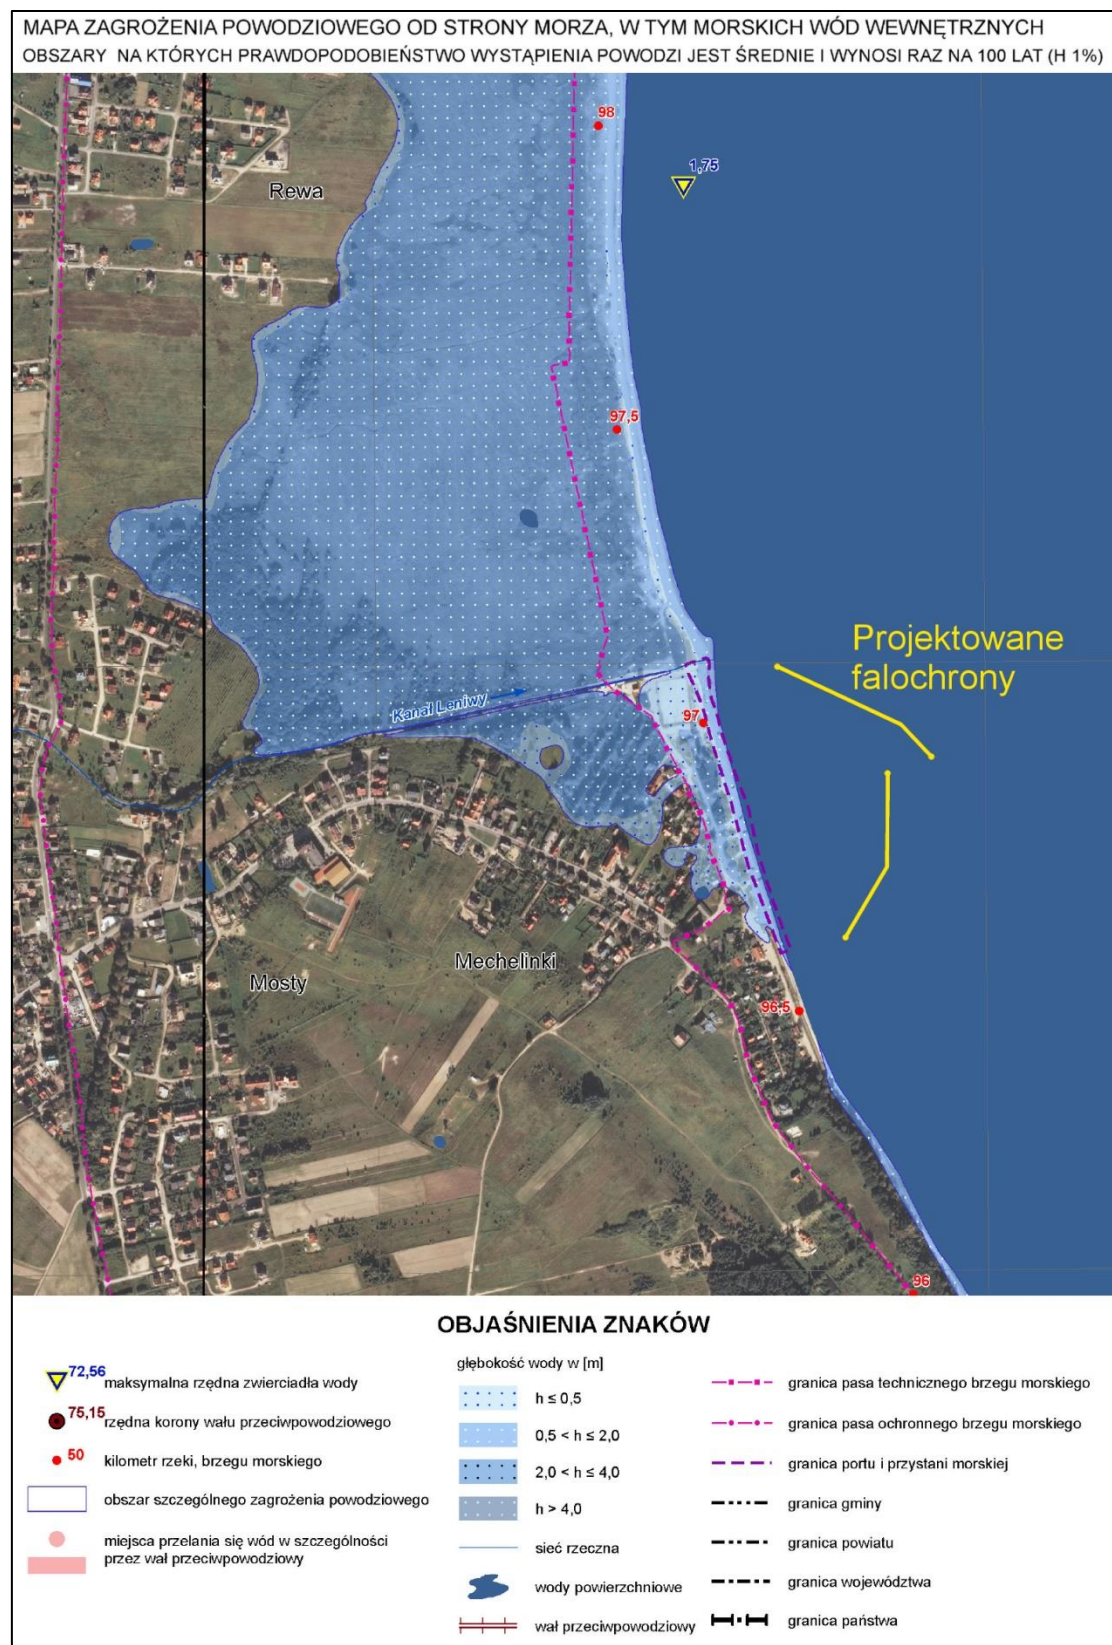 MAPA ZAGROŻENIA POWODZIOWEGO OD STRONY MORZA, W TYM MORSKICH WÓD WEWNĘTRZNYCH
OBSZARY NA KTÓRYCH PRAWDOPODOBIEŃSTWO WYSTĄPIENIA POWODZI JEST ŚREDNIE I WYNOSI RAZ NA 100 LAT (H 1%)
98
1,75
Rewa
97,5
Projektowane
falochrony
Kanał Leniwy
97
Mechelinki
Mosty
96,5
96
OBJAŚNIENIA ZNAKÓW
72,56
maksymalna rzędna zwierciadła wody
75,15
rzędna korony wału przeciwpowodziowego
50
kilometr rzeki, brzegu morskiego
obszar szczególnego zagrożenia powodziowego
miejsca przelania się wód w szczególności
przez wał przeciwpowodziowy
głębokość wody w [m]
h ≤ 0,5
0,5 < h ≤ 2,0
2,0 < h ≤ 4,0
h > 4,0
sieć rzeczna
wody powierzchniowe
wał przeciwpowodziowy
granica pasa technicznego brzegu morskiego
granica pasa ochronnego brzegu morskiego
granica portu i przystani morskiej
granica gminy
granica powiatu
granica województwa
granica państwa